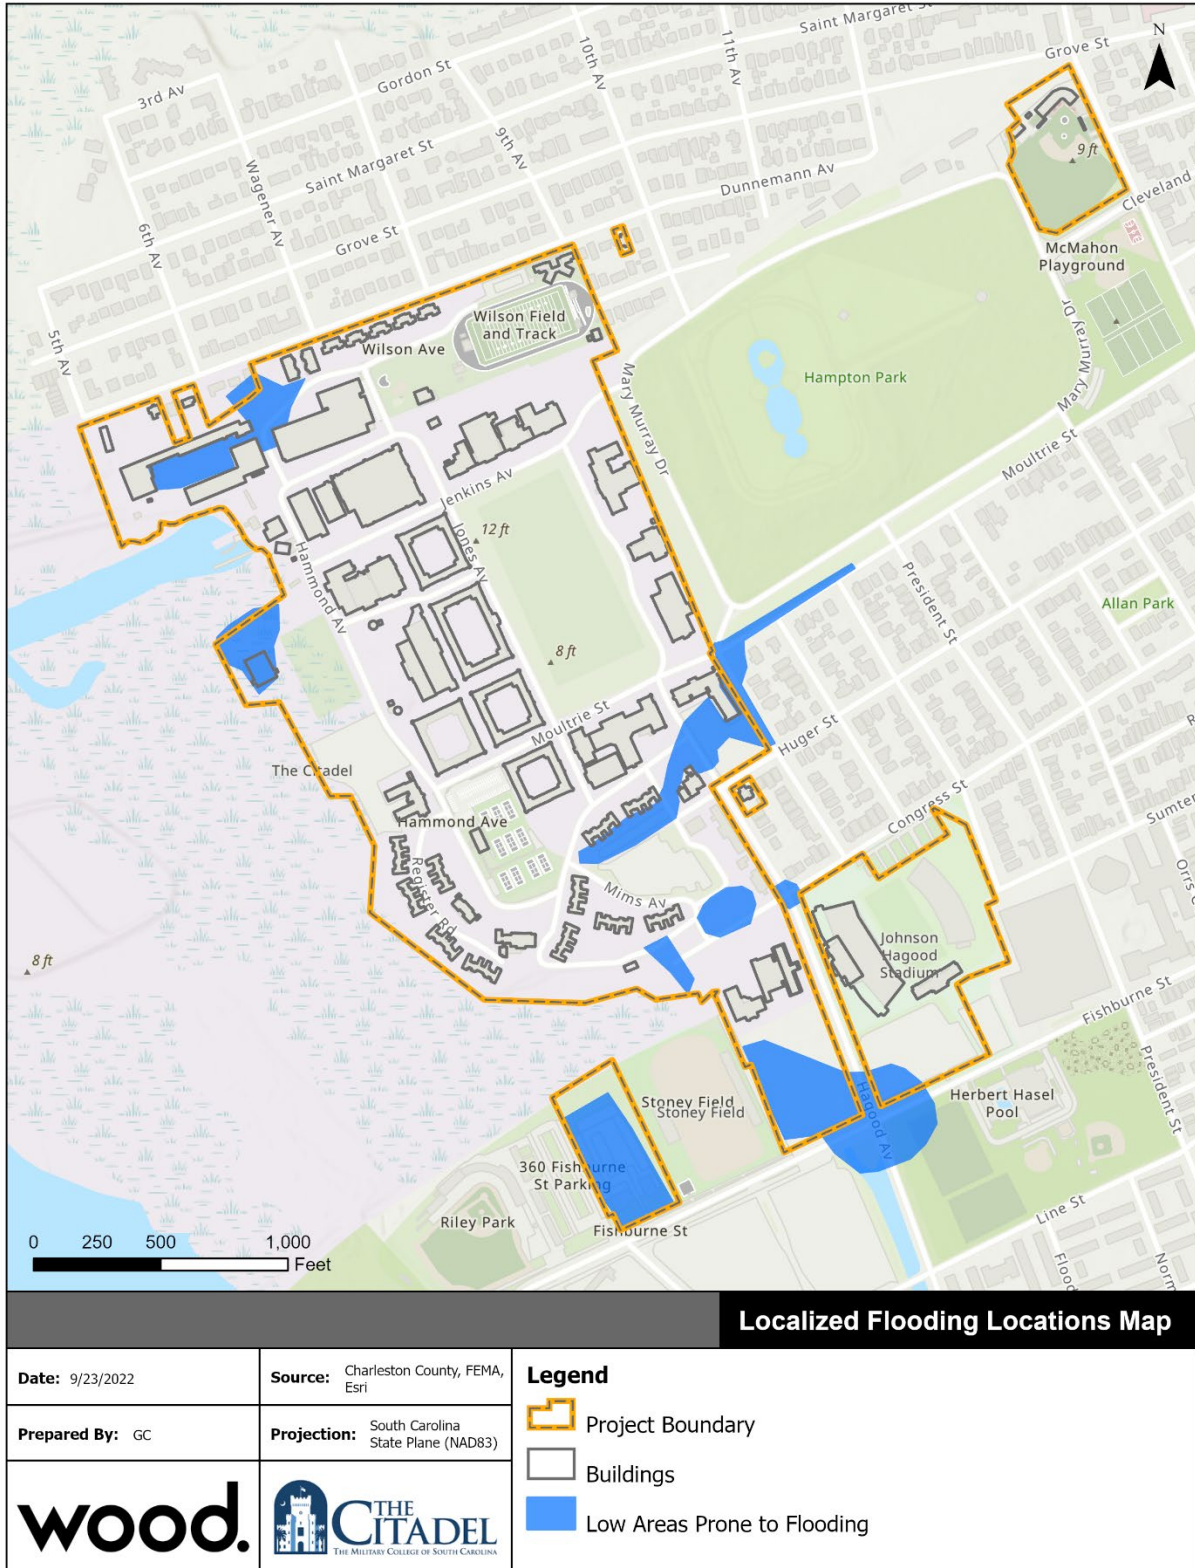 Saint Margaret St
Grove St
N
Gordon St
10th Av
11th Av
3rd Av
9th Av
Saint Margaret St
Wagener Av
Dunnemann Av
9 ft
Cleveland
6th Av
Grove St
McMahon
Playground
Wilson Field
and Track
5th Av
Wilson Ave
Mary Murray Dr
Hampton Park
Mary Murray Dr
Moultrie St
Jenkins Av
12 ft
Jones Av
Hammond Av
President St
Allan Park
8 ft
Moultrie St
Huger St
The Citadel
Congress St
Sumter
Hammond Ave
Orrs
Register Rd
Mims Av
Johnson
Hagood
Stadium
8 ft
Fishburne St
President St
Stoney Field
Stoney Field
Hagood Av
Herbert Hasel
Pool
360 Fishburne
St Parking
Riley Park
Fishburne St
Line St
Flood
Norm
0 250 500 1,000
Feet
Localized Flooding Locations Map
Date: 9/23/2022
Source: Charleston County, FEMA,
Esri
Prepared By: GC
Projection: South Carolina
State Plane (NAD83)
Legend
Project Boundary
Buildings
Low Areas Prone to Flooding
wood.
THE
CITADEL
THE MILITARY COLLEGE OF SOUTH CAROLINA